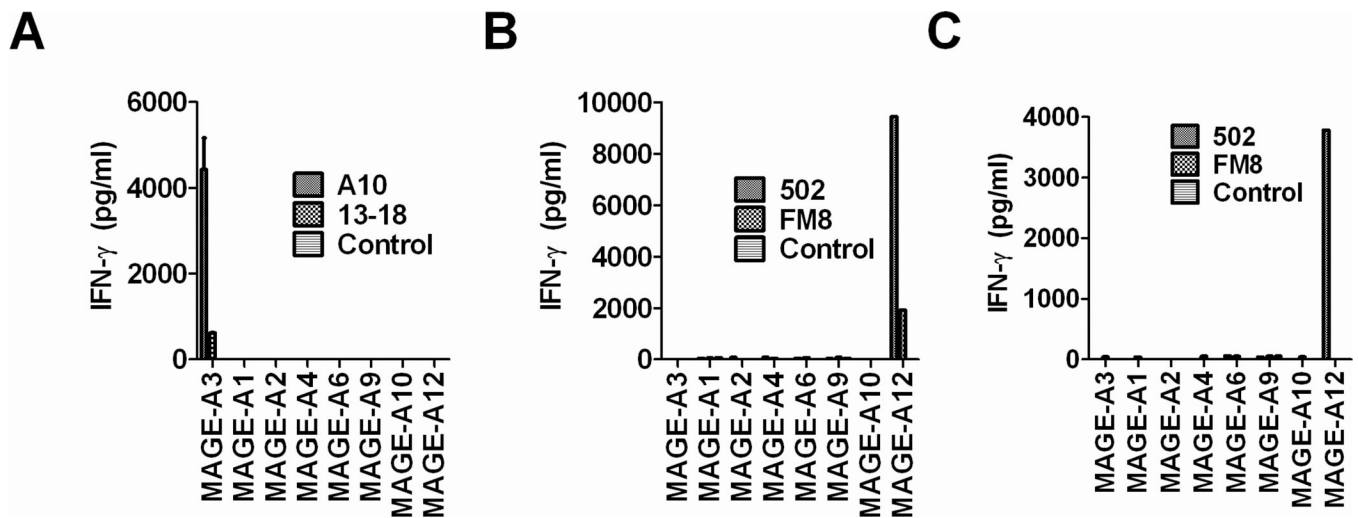 A
IFN-γ (pg/ml)
6000
4000
2000
0
A10
13-18
Control
MAGE-A3
MAGE-A1
MAGE-A2
MAGE-A4
MAGE-A6
MAGE-A9
MAGE-A10
MAGE-A12
B
IFN-γ (pg/ml)
10000
8000
6000
4000
2000
0
502
FM8
Control
MAGE-A3
MAGE-A1
MAGE-A2
MAGE-A4
MAGE-A6
MAGE-A9
MAGE-A10
MAGE-A12
C
IFN-γ (pg/ml)
4000
3000
2000
1000
0
502
FM8
Control
MAGE-A3
MAGE-A1
MAGE-A2
MAGE-A4
MAGE-A6
MAGE-A9
MAGE-A10
MAGE-A12